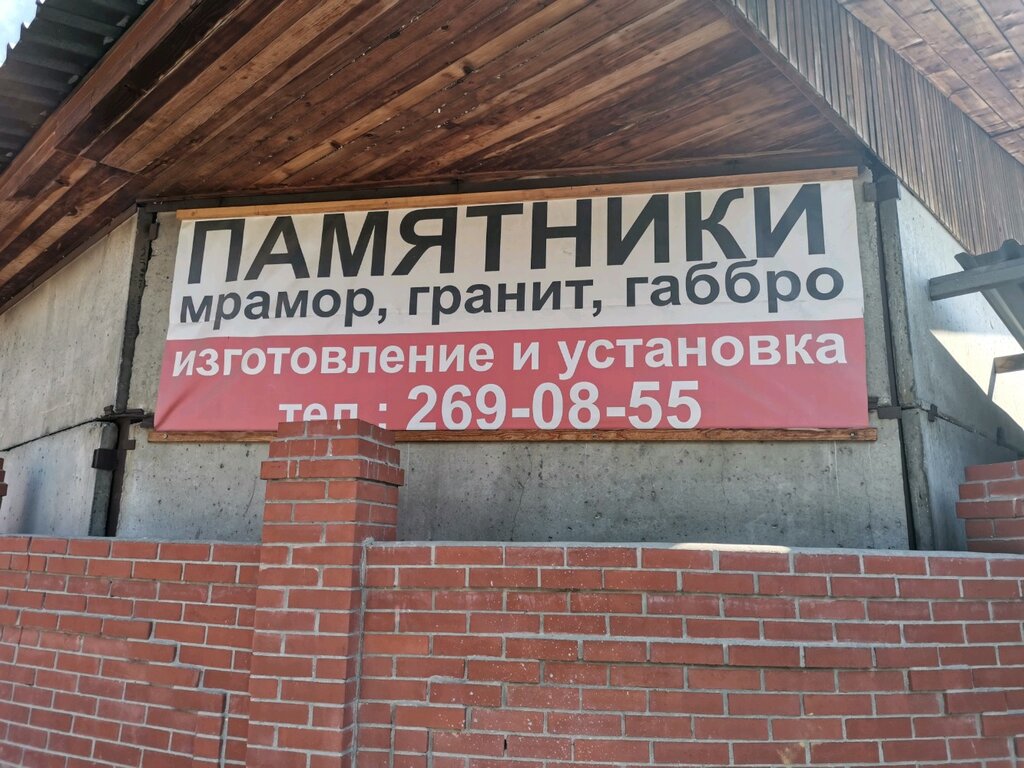 ПАМЯТНИКИ
мрамор, гранит, габбро
изготовление и установка
тел.: 269-08-55